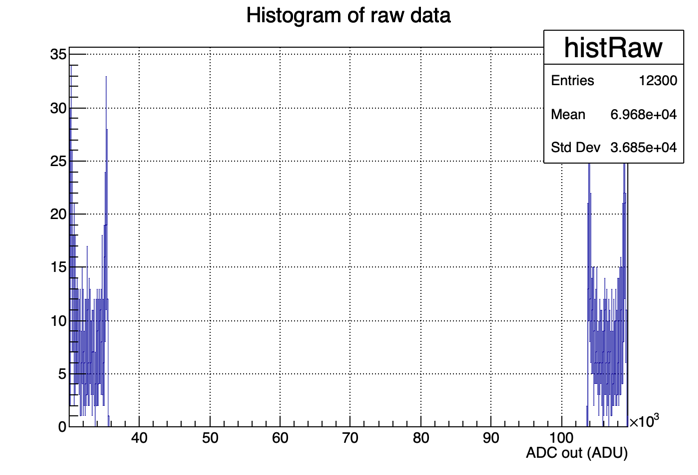 Histogram of raw data
histRaw
Entries 12300
Mean 6.968e+04
Std Dev 3.685e+04
35
30
25
20
15
10
5
0
40 50 60 70 80 90 100
×10³
ADC out (ADU)